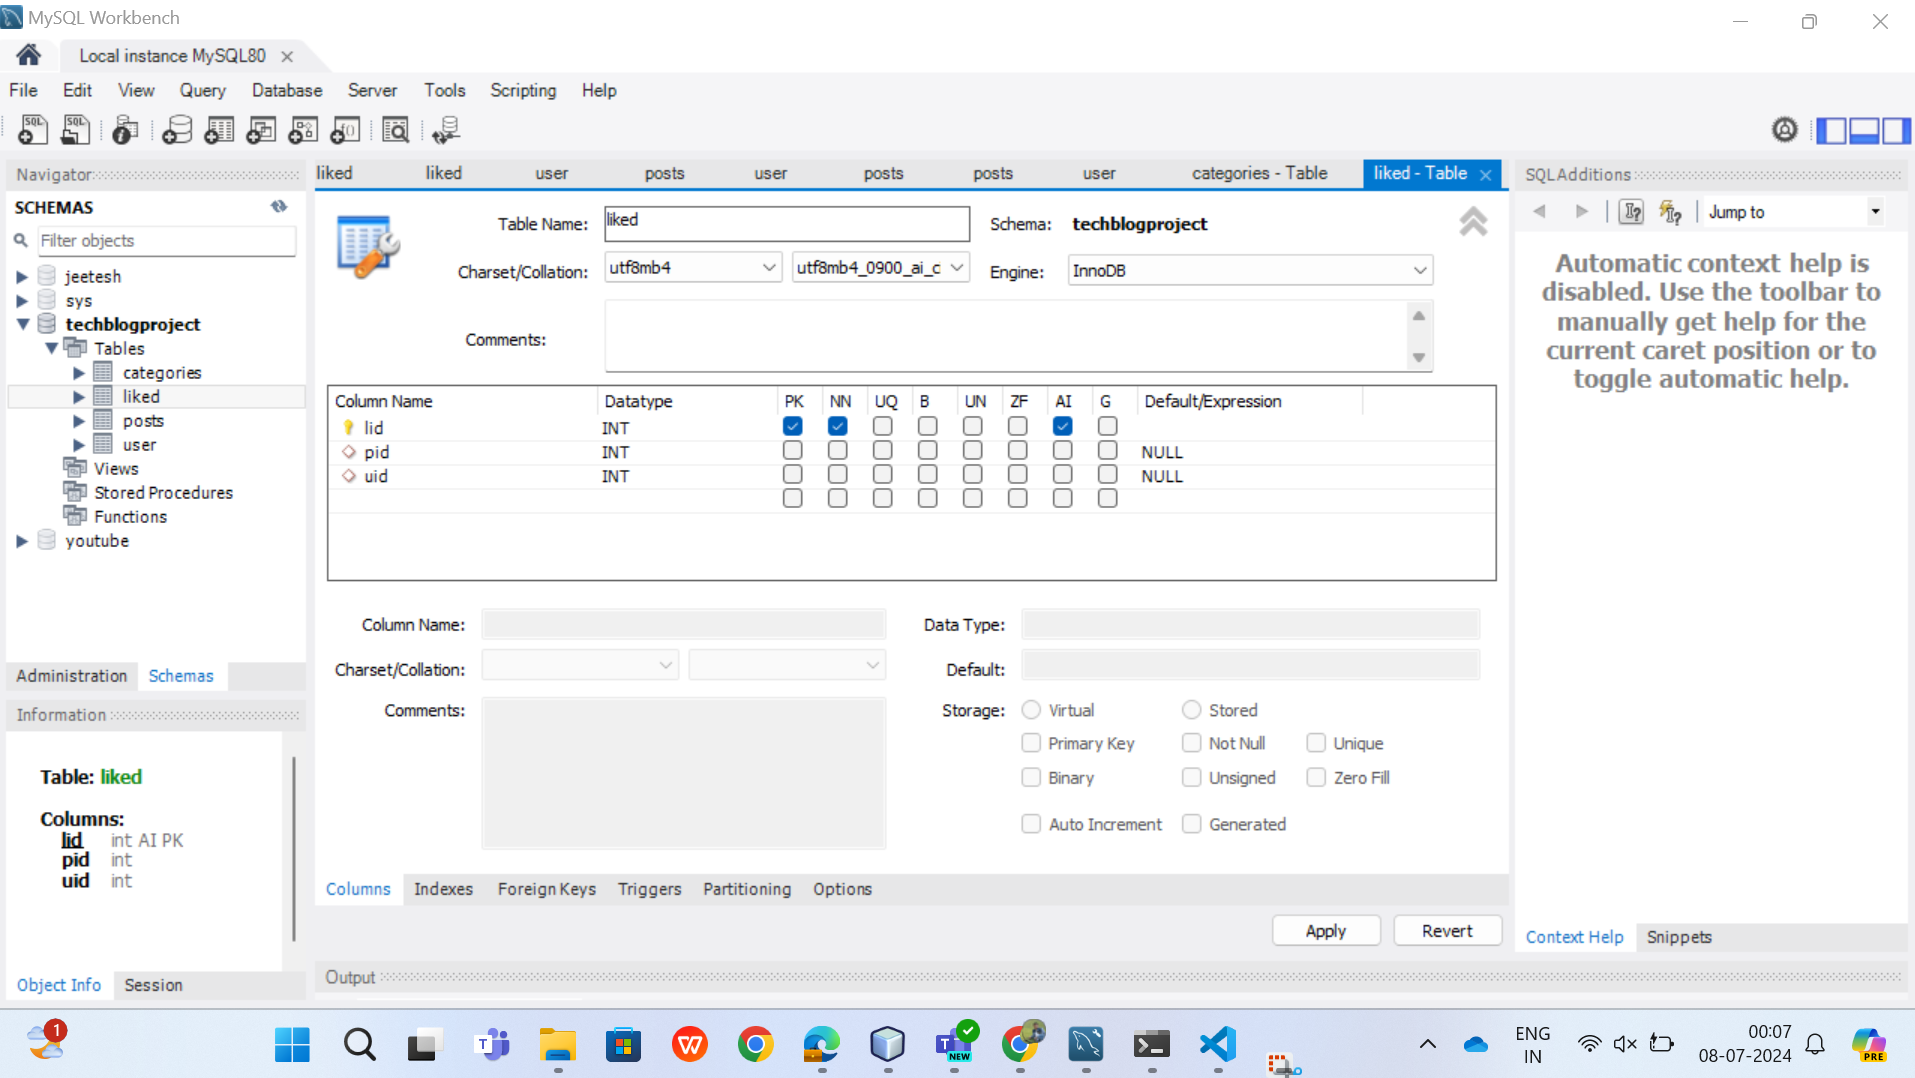 MySQL Workbench
Local instance MySQL80
File Edit View Query Database Server Tools Scripting Help
Navigator
SCHEMAS
Filter objects
jeetesh
sys
techblogproject
Tables
categories
liked
posts
user
Views
Stored Procedures
Functions
youtube
Administration Schemas
Information
Table: liked
Columns:
lid int AI PK
pid int
uid int
Object Info Session
liked liked user posts user posts posts user categories - Table liked - Table
Table Name: liked Schema: techblogproject
Charset/Collation: utf8mb4 utf8mb4_0900_ai_c Engine: InnoDB
Comments:
Column Name Datatype PK NN UQ B UN ZF AI G Default/Expression
lid INT
pid INT NULL
uid INT NULL
Column Name: Data Type:
Charset/Collation: Default:
Comments: Storage: Virtual Stored
Primary Key Not Null Unique
Binary Unsigned Zero Fill
Auto Increment Generated
Columns Indexes Foreign Keys Triggers Partitioning Options
Apply Revert
Output
SQLAdditions
Jump to
Automatic context help is
disabled. Use the toolbar to
manually get help for the
current caret position or to
toggle automatic help.
Context Help Snippets
1
NEW
ENG
IN
00:07
08-07-2024
PRE